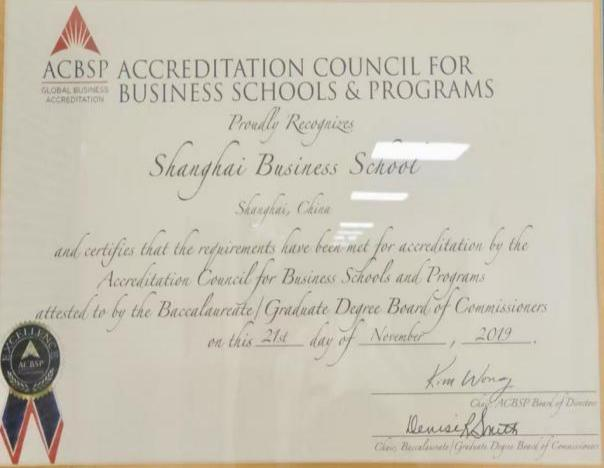 ACBSP
GLOBAL BUSINESS
ACCREDITATION
ACCREDITATION COUNCIL FOR
BUSINESS SCHOOLS & PROGRAMS
Proudly Recognizes
Shanghai Business School
Shanghai, China
and certifies that the requirements have been met for accreditation by the
Accreditation Council for Business Schools and Programs
attested to by the Baccalaureate/Graduate Degree Board of Commissioners
on this 21st day of November, 2019.
EXCELLENCE
ACBSP
Kim Wong
Chair, ACBSP Board of Directors
Denise R Smith
Chair, Baccalaureate/Graduate Degree Board of Commissioners